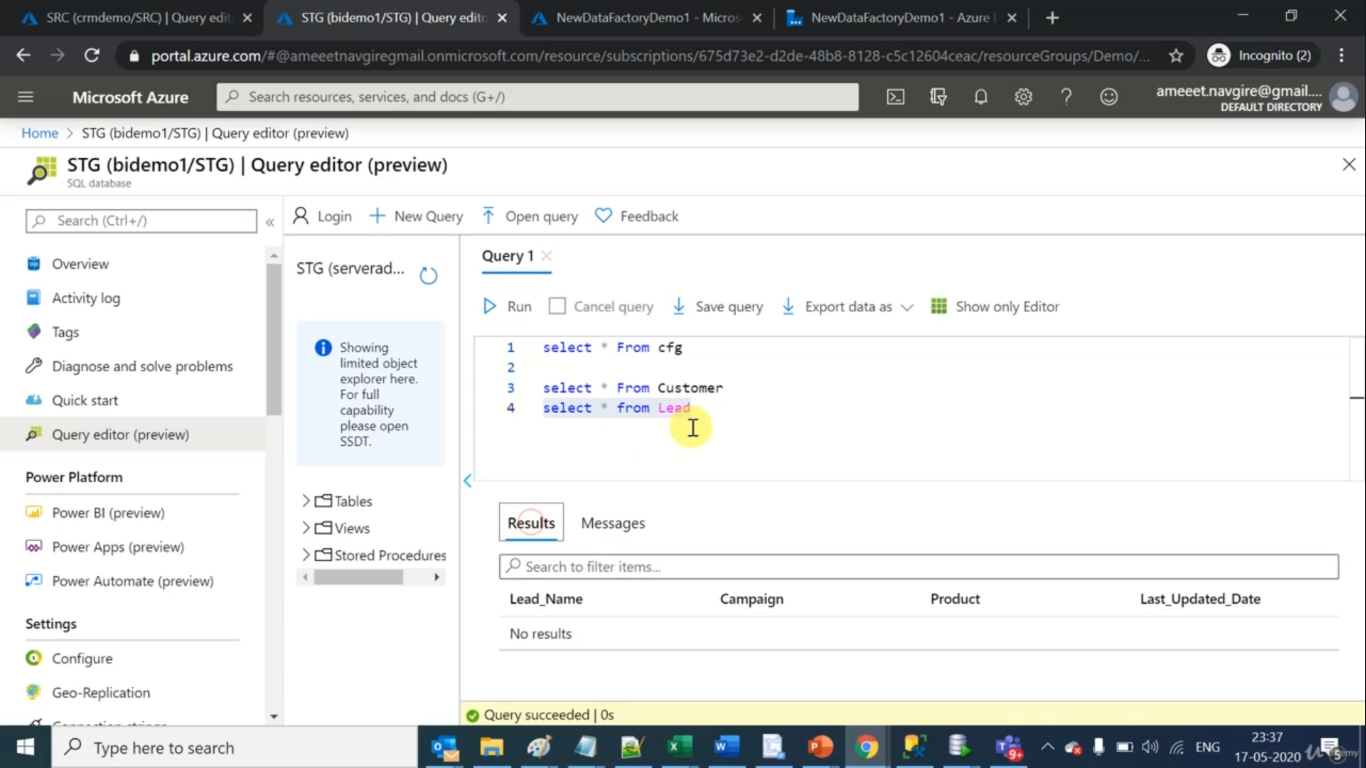 SRC (crmdemo/SRC) | Query edit
STG (bidemo1/STG) | Query edito
NewDataFactoryDemo1 - Micros
NewDataFactoryDemo1 - Azure D
portal.azure.com/#@ameeetnavgiregmail.onmicrosoft.com/resource/subscriptions/675d73e2-d2de-48b8-8128-c5c12604ceac/resourceGroups/Demo/...
Incognito (2)
Microsoft Azure
Search resources, services, and docs (G+/)
ameeet.navgire@gmail....
DEFAULT DIRECTORY
Home > STG (bidemo1/STG) | Query editor (preview)
STG (bidemo1/STG) | Query editor (preview)
SQL database
Search (Ctrl+/)
Overview
Activity log
Tags
Diagnose and solve problems
Quick start
Query editor (preview)
Power Platform
Power BI (preview)
Power Apps (preview)
Power Automate (preview)
Settings
Configure
Geo-Replication
Connection strings
Login
New Query
Open query
Feedback
STG (serverad...
Showing
limited object
explorer here.
For full
capability
please open
SSDT.
Tables
Views
Stored Procedures
Query 1
Run
Cancel query
Save query
Export data as
Show only Editor
1 select * From cfg
2
3 select * From Customer
4 select * from Lead
Results
Messages
Search to filter items...
Lead_Name Campaign Product Last_Updated_Date
No results
Query succeeded | 0s
Type here to search
9+
ENG
23:37
17-05-2020
5